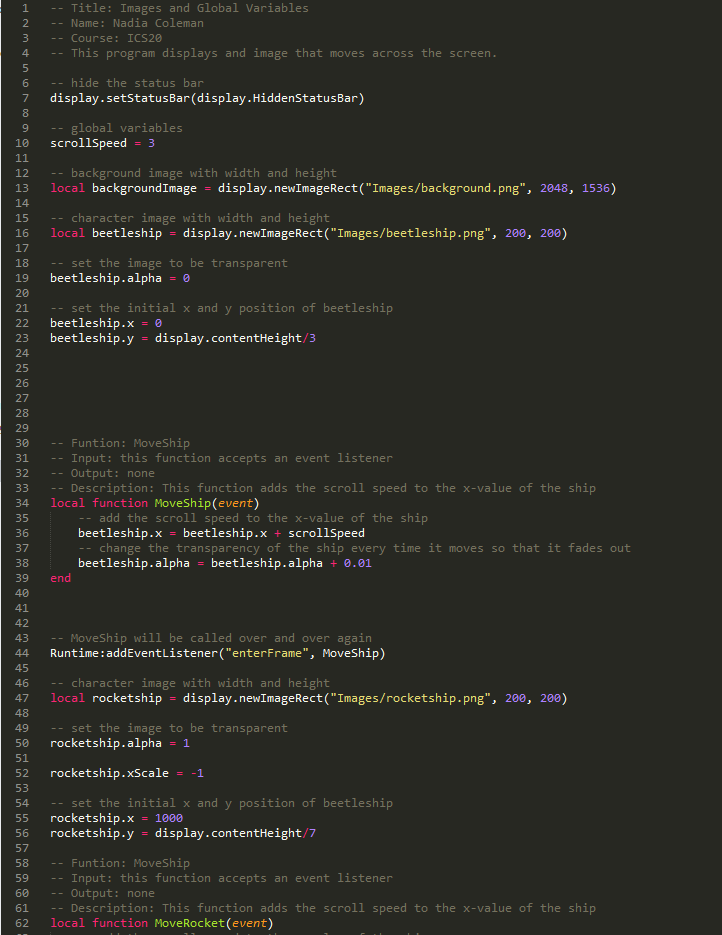 1 -- Title: Images and Global Variables
2 -- Name: Nadia Coleman
3 -- Course: ICS20
4 -- This program displays and image that moves across the screen.
5
6 -- hide the status bar
7 display.setStatusBar(display.HiddenStatusBar)
8
9 -- global variables
10 scrollSpeed = 3
11
12 -- background image with width and height
13 local backgroundImage = display.newImageRect("Images/background.png", 2048, 1536)
14
15 -- character image with width and height
16 local beetleship = display.newImageRect("Images/beetleship.png", 200, 200)
17
18 -- set the image to be transparent
19 beetleship.alpha = 0
20
21 -- set the initial x and y position of beetleship
22 beetleship.x = 0
23 beetleship.y = display.contentHeight/3
24
25
26
27
28
29
30 -- Funtion: MoveShip
31 -- Input: this function accepts an event listener
32 -- Output: none
33 -- Description: This function adds the scroll speed to the x-value of the ship
34 local function MoveShip(event)
35 -- add the scroll speed to the x-value of the ship
36 beetleship.x = beetleship.x + scrollSpeed
37 -- change the transparency of the ship every time it moves so that it fades out
38 beetleship.alpha = beetleship.alpha + 0.01
39 end
40
41
42
43 -- MoveShip will be called over and over again
44 Runtime:addEventListener("enterFrame", MoveShip)
45
46 -- character image with width and height
47 local rocketship = display.newImageRect("Images/rocketship.png", 200, 200)
48
49 -- set the image to be transparent
50 rocketship.alpha = 1
51
52 rocketship.xScale = -1
53
54 -- set the initial x and y position of beetleship
55 rocketship.x = 1000
56 rocketship.y = display.contentHeight/7
57
58 -- Funtion: MoveShip
59 -- Input: this function accepts an event listener
60 -- Output: none
61 -- Description: This function adds the scroll speed to the x-value of the ship
62 local function MoveRocket(event)